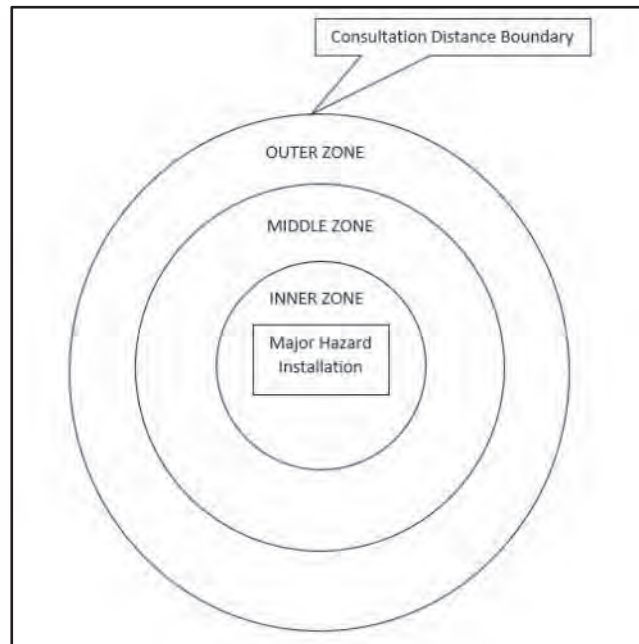 Consultation Distance Boundary
OUTER ZONE
MIDDLE ZONE
INNER ZONE
Major Hazard
Installation